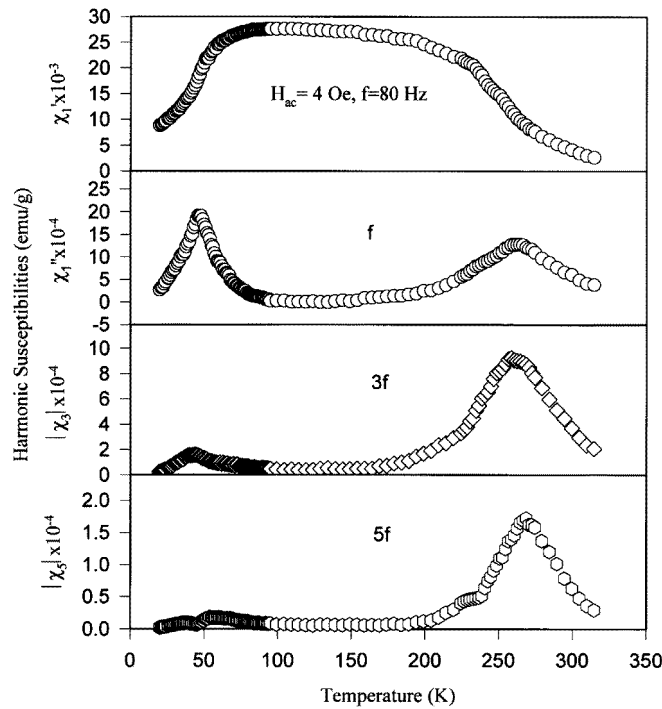 Harmonic Susceptibilities (emu/g)
χ₁'x10⁻³
30
25
20
15
10
5
0
H_ac= 4 Oe, f=80 Hz
χ₁"x10⁻⁴
25
20
15
10
5
0
-5
f
|χ₃|x10⁻⁴
10
8
6
4
2
0
3f
|χ₅|x10⁻⁴
2.0
1.5
1.0
0.5
0.0
5f
0 50 100 150 200 250 300 350
Temperature (K)